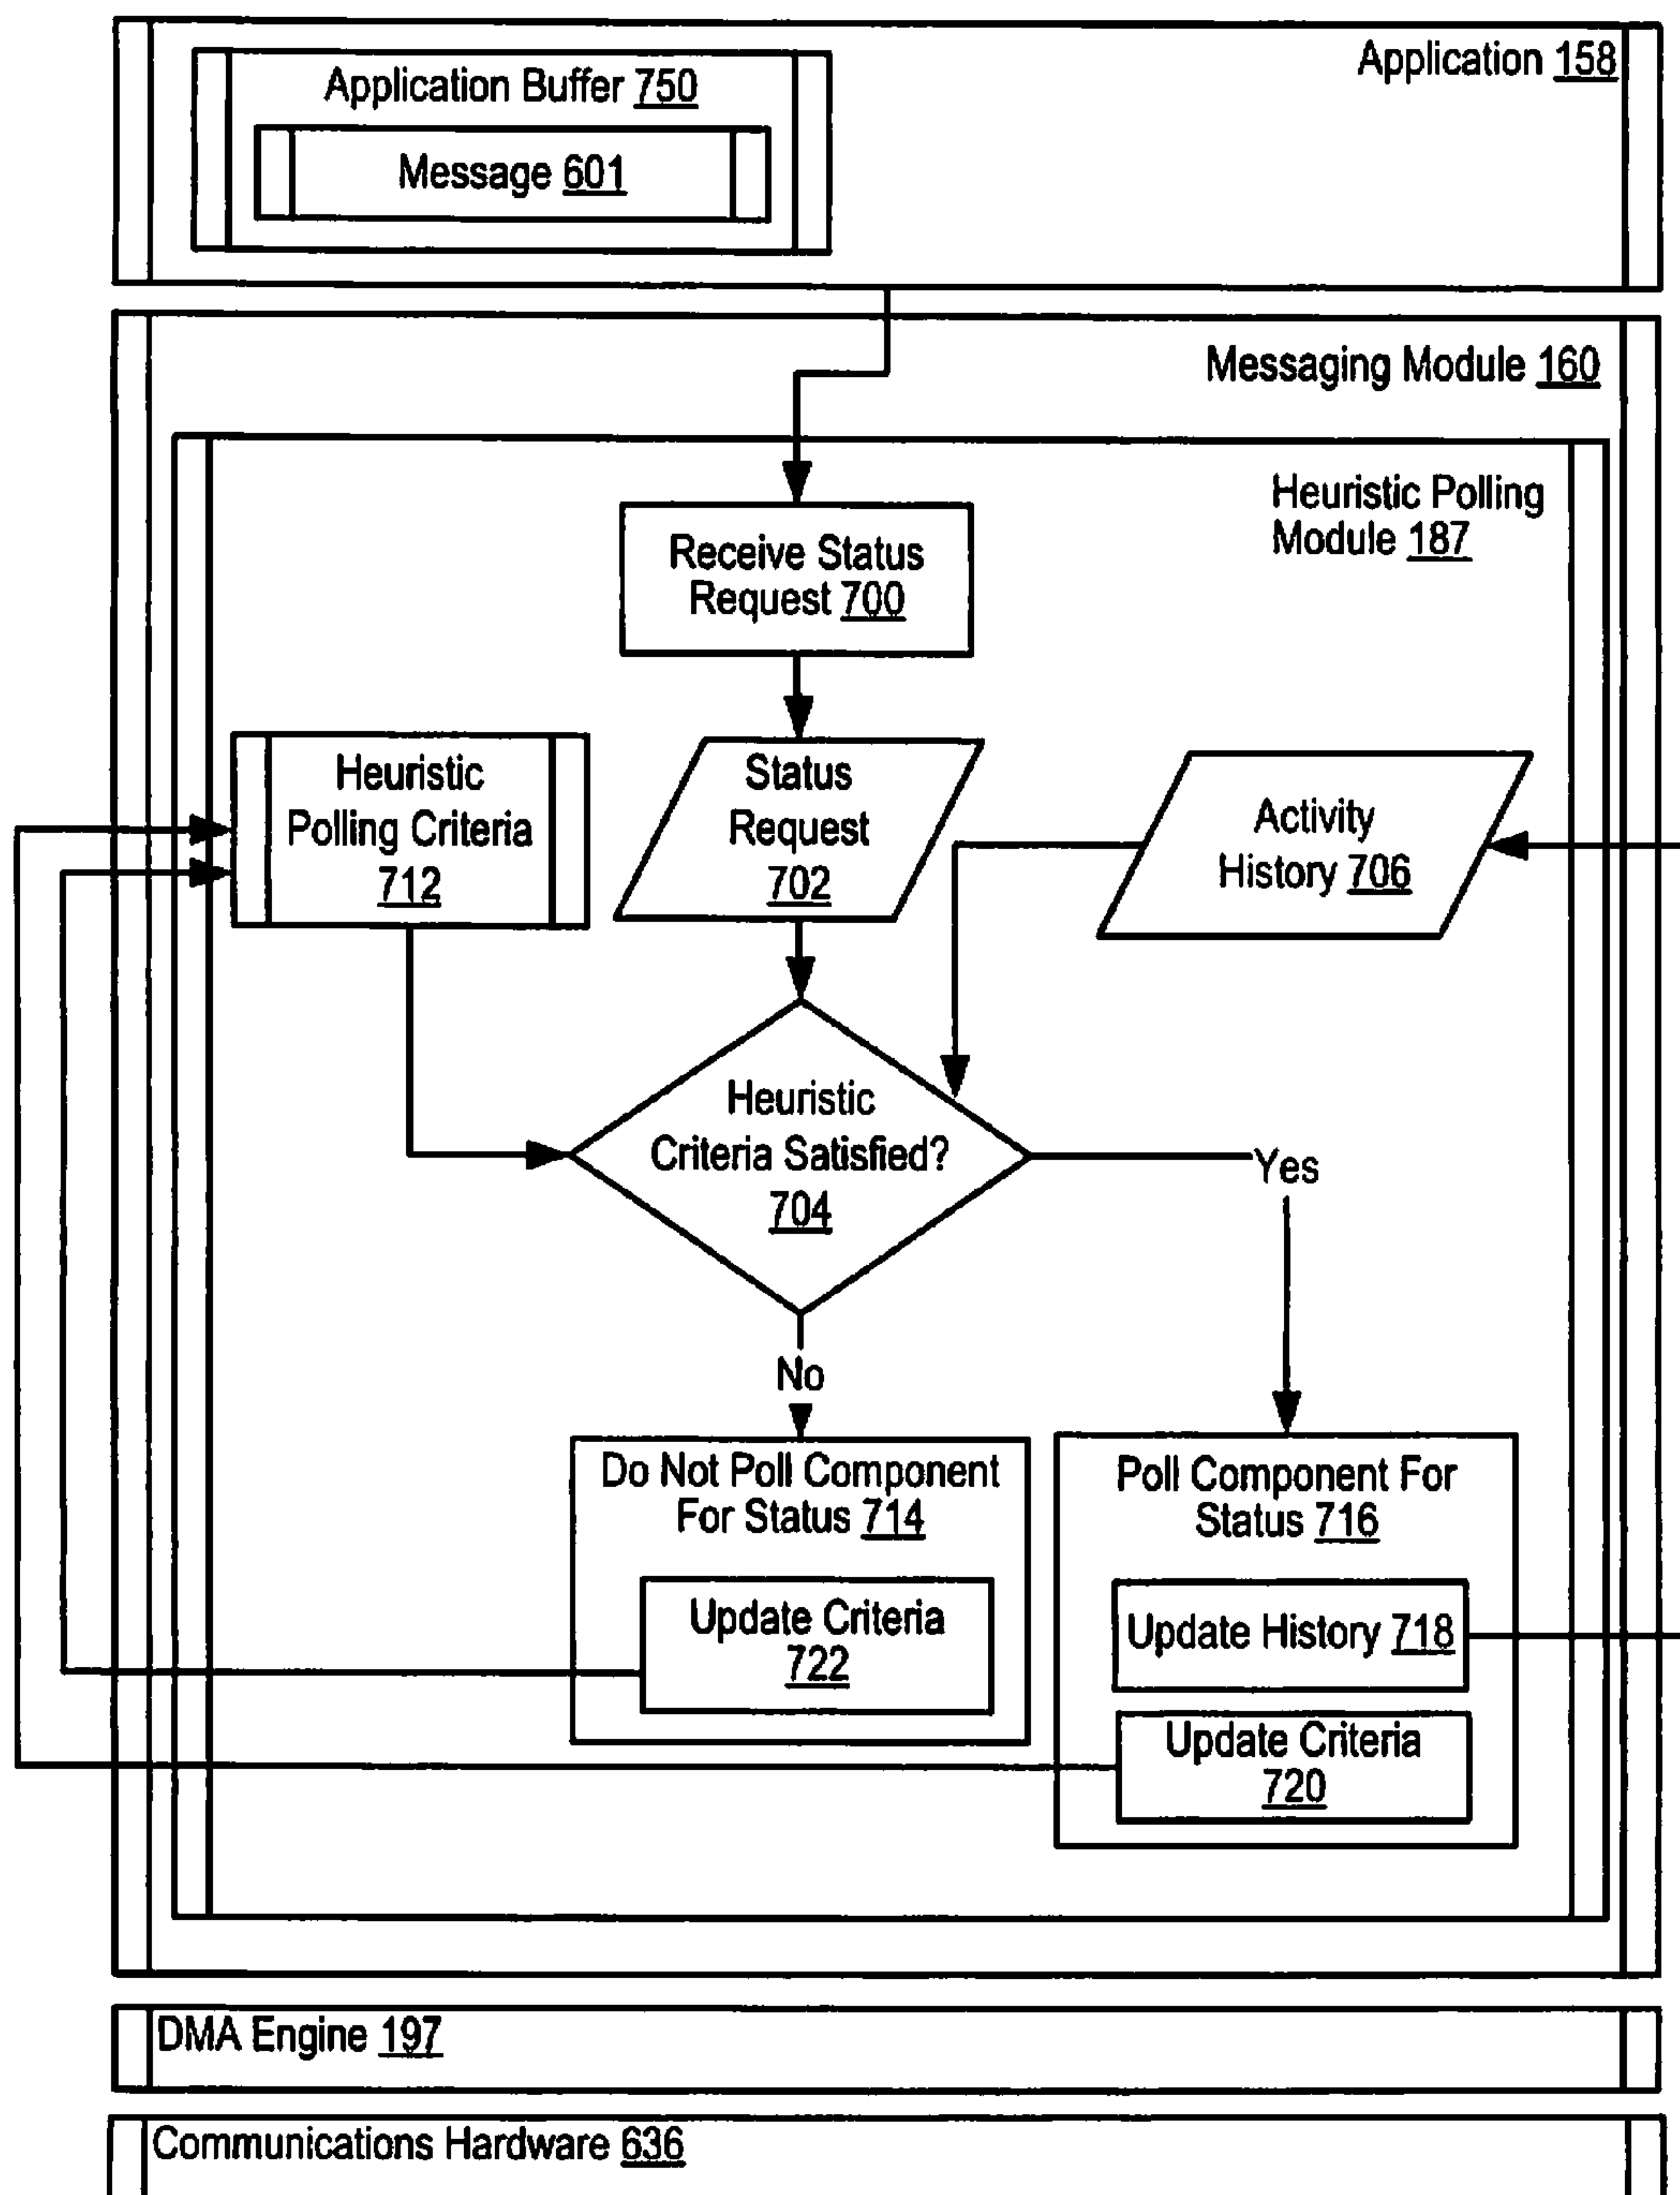 Application 158
Application Buffer 750
Message 601
Messaging Module 160
Heuristic Polling
Module 187
Receive Status
Request 700
Heuristic
Polling Criteria
712
Status
Request
702
Activity
History 706
Heuristic
Criteria Satisfied?
704
Yes
No
Do Not Poll Component
For Status 714
Update Criteria
722
Poll Component For
Status 716
Update History 718
Update Criteria
720
DMA Engine 197
Communications Hardware 636